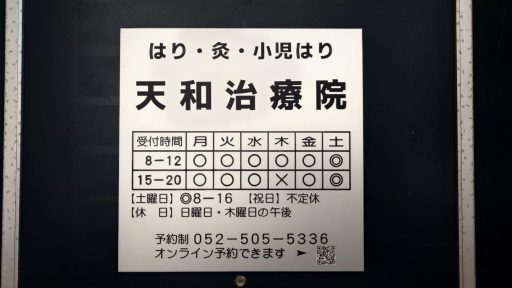 はり・灸・小児はり
天和治療院
受付時間 月 火 水 木 金 土
8−12 ○ ○ ○ ○ ○ ◎
15−20 ○ ○ ○ × ○ ◎
【土曜日】◎8−16 【祝日】不定休
【休 日】日曜日・木曜日の午後
予約制 052−505−5336
オンライン予約できます ►